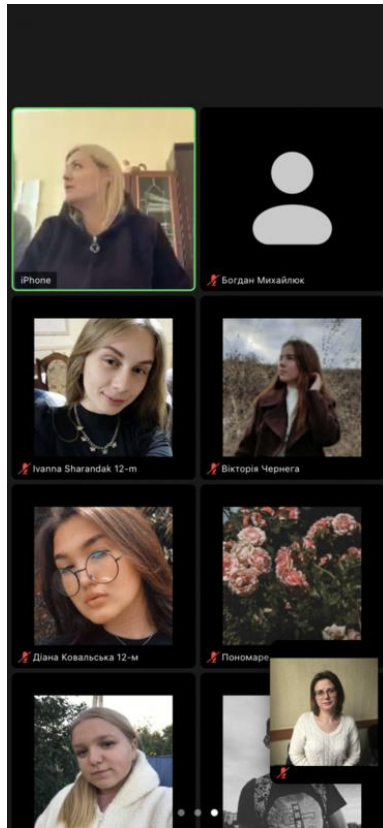 iPhone
Богдан Михайлюк
Ivanna Sharandak 12-m
Вікторія Чернега
Діана Ковальська 12-м
Пономаре